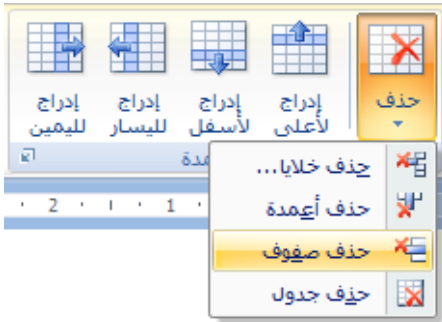 حذف
إدراج لأعلى
إدراج لأسفل
إدراج لليسار
إدراج لليمين
حذف خلايا...
حذف أعمدة
حذف صفوف
حذف جدول
2 ١ 1